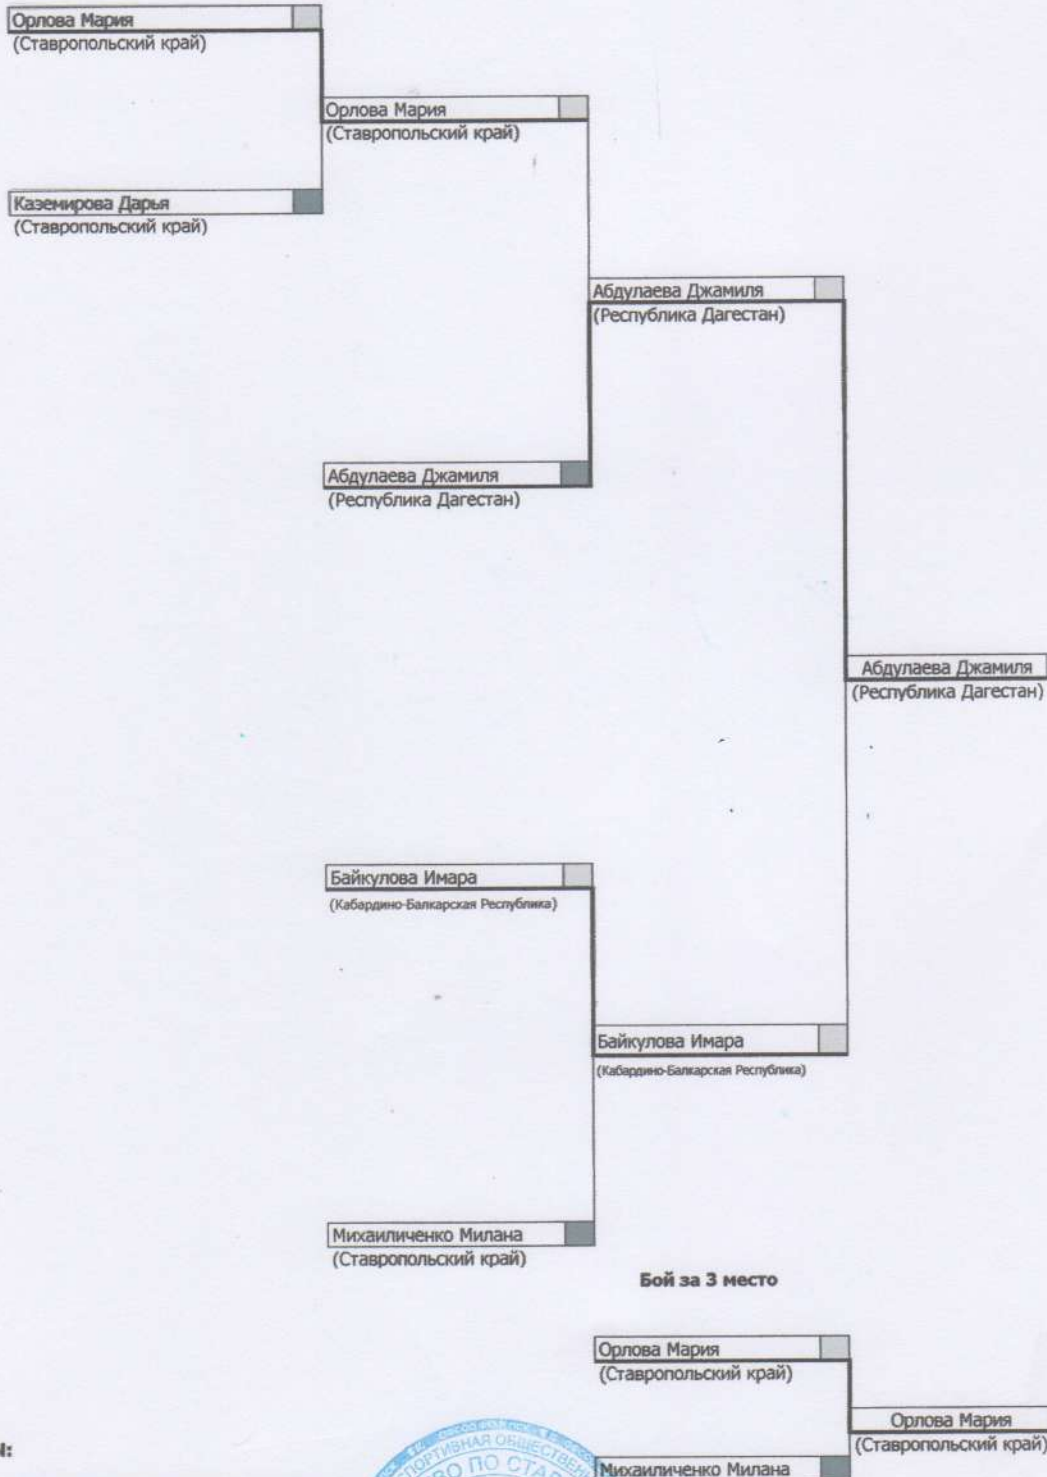 Орлова Мария
(Ставропольский край)
Орлова Мария
(Ставропольский край)
Каземирова Дарья
(Ставропольский край)
Абдулаева Джамиля
(Республика Дагестан)
Абдулаева Джамиля
(Республика Дагестан)
Абдулаева Джамиля
(Республика Дагестан)
Байкулова Имара
(Кабардино-Балкарская Республика)
Байкулова Имара
(Кабардино-Балкарская Республика)
Михаиличенко Милана
(Ставропольский край)
Бой за 3 место
Орлова Мария
(Ставропольский край)
Орлова Мария
(Ставропольский край)
Михаиличенко Милана